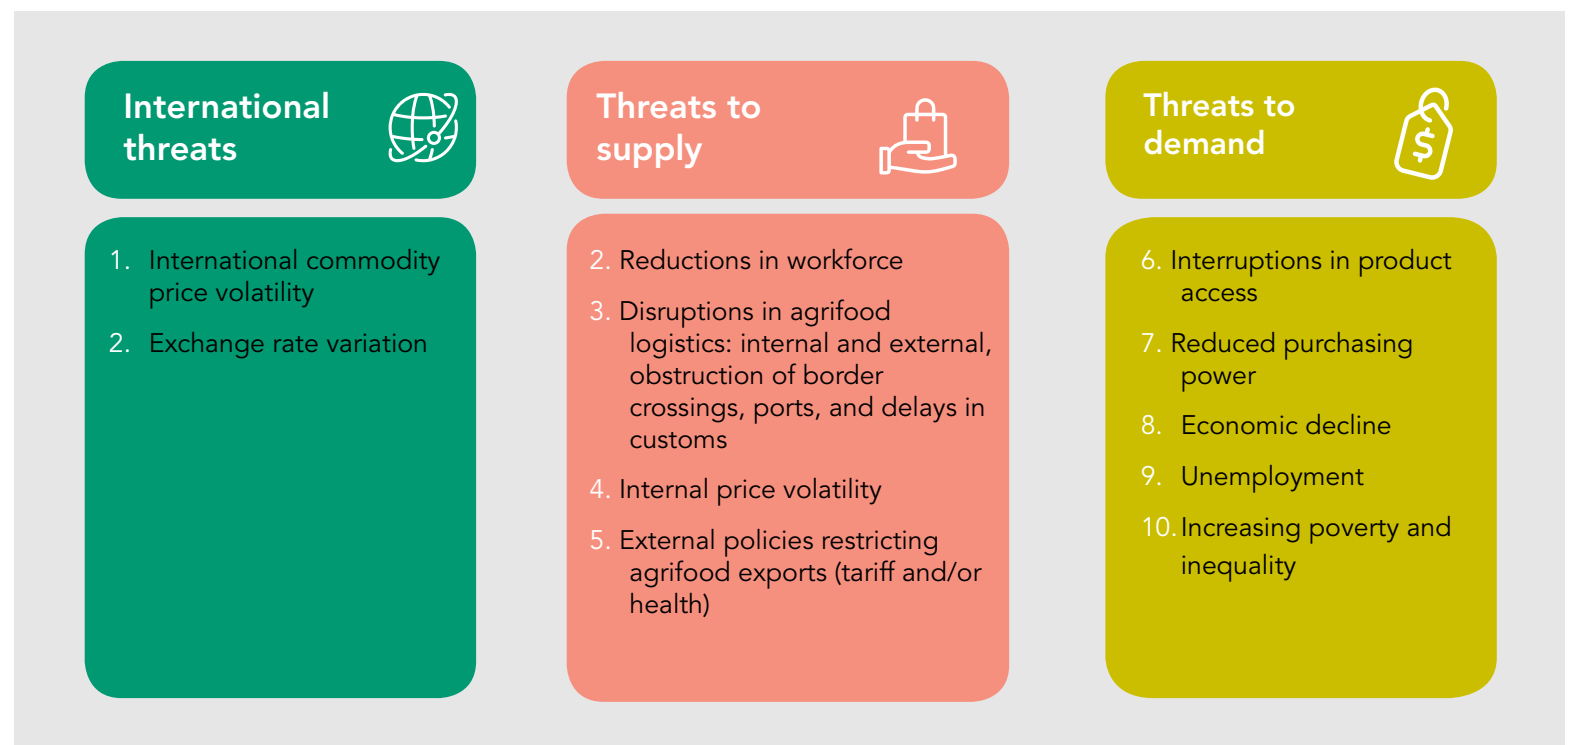 International
threats
1. International commodity
price volatility
2. Exchange rate variation
Threats to
supply
2. Reductions in workforce
3. Disruptions in agrifood
logistics: internal and external,
obstruction of border
crossings, ports, and delays in
customs
4. Internal price volatility
5. External policies restricting
agrifood exports (tariff and/or
health)
Threats to
demand
$
6. Interruptions in product
access
7. Reduced purchasing
power
8. Economic decline
9. Unemployment
10. Increasing poverty and
inequality